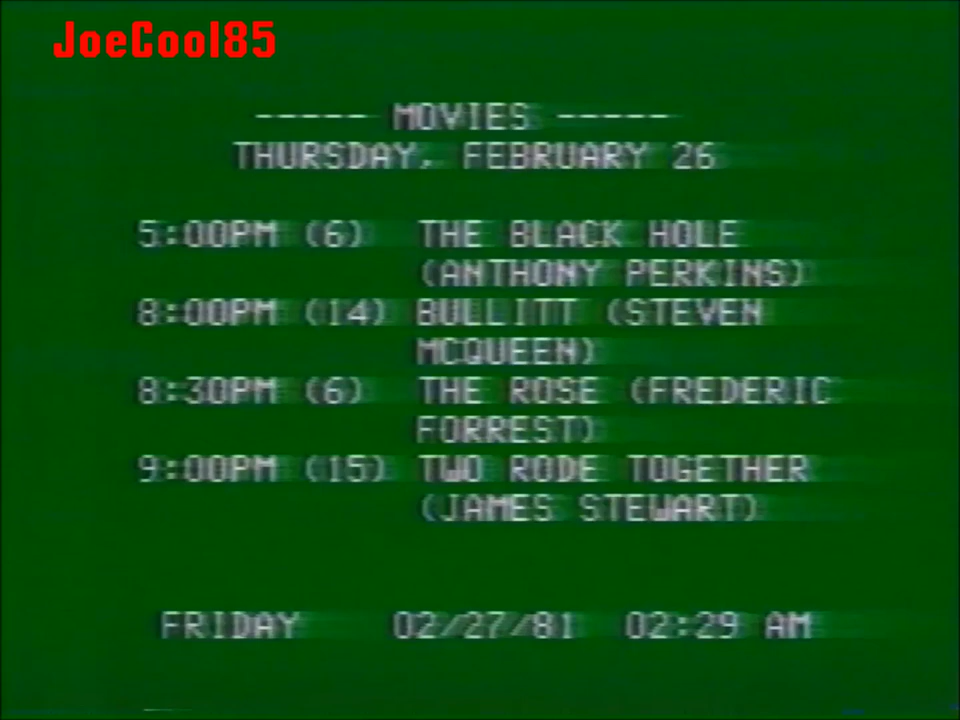 JoeCool85
----- MOVIES -----
THURSDAY, FEBRUARY 26
5:00PM (6) THE BLACK HOLE
(ANTHONY PERKINS)
8:00PM (14) BULLITT (STEVEN
MCQUEEN)
8:30PM (6) THE ROSE (FREDERIC
FORREST)
9:00PM (15) TWO RODE TOGETHER
(JAMES STEWART)
FRIDAY 02/27/81 02:29 AM